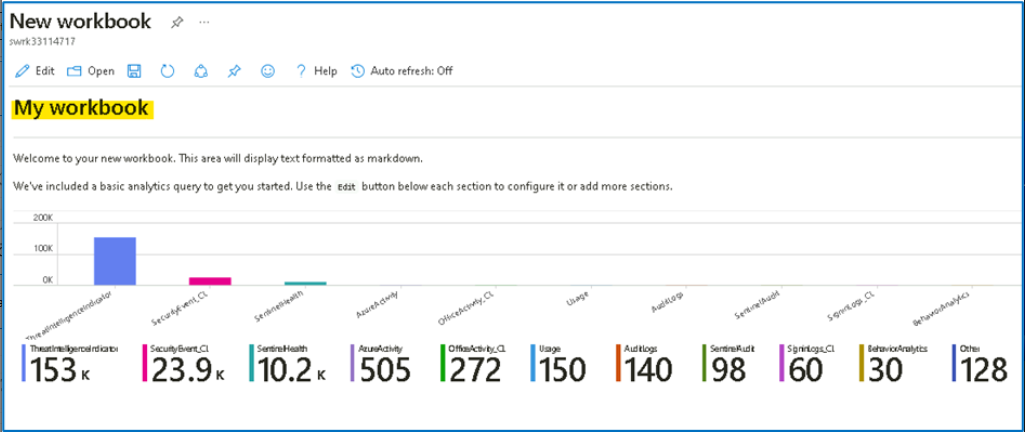 New workbook
swrk33114717
Edit Open Help Auto refresh: Off
My workbook
Welcome to your new workbook. This area will display text formatted as markdown.
We've included a basic analytics query to get you started. Use the Edit button below each section to configure it or add more sections.
200K
100K
0K
ThreatIntelligenceIndicator SecurityEvent_CL SentinelHealth AzureActivity OfficeActivity_CL Usage AuditLogs SentinelAudit SigninLogs_CL BehaviorAnalytics
ThreatIntelligenceIndicator SecurityEvent_CL SentinelHealth AzureActivity OfficeActivity_CL Usage AuditLogs SentinelAudit SigninLogs_CL BehaviorAnalytics Other
153 K 23.9 K 10.2 K 505 272 150 140 98 60 30 128